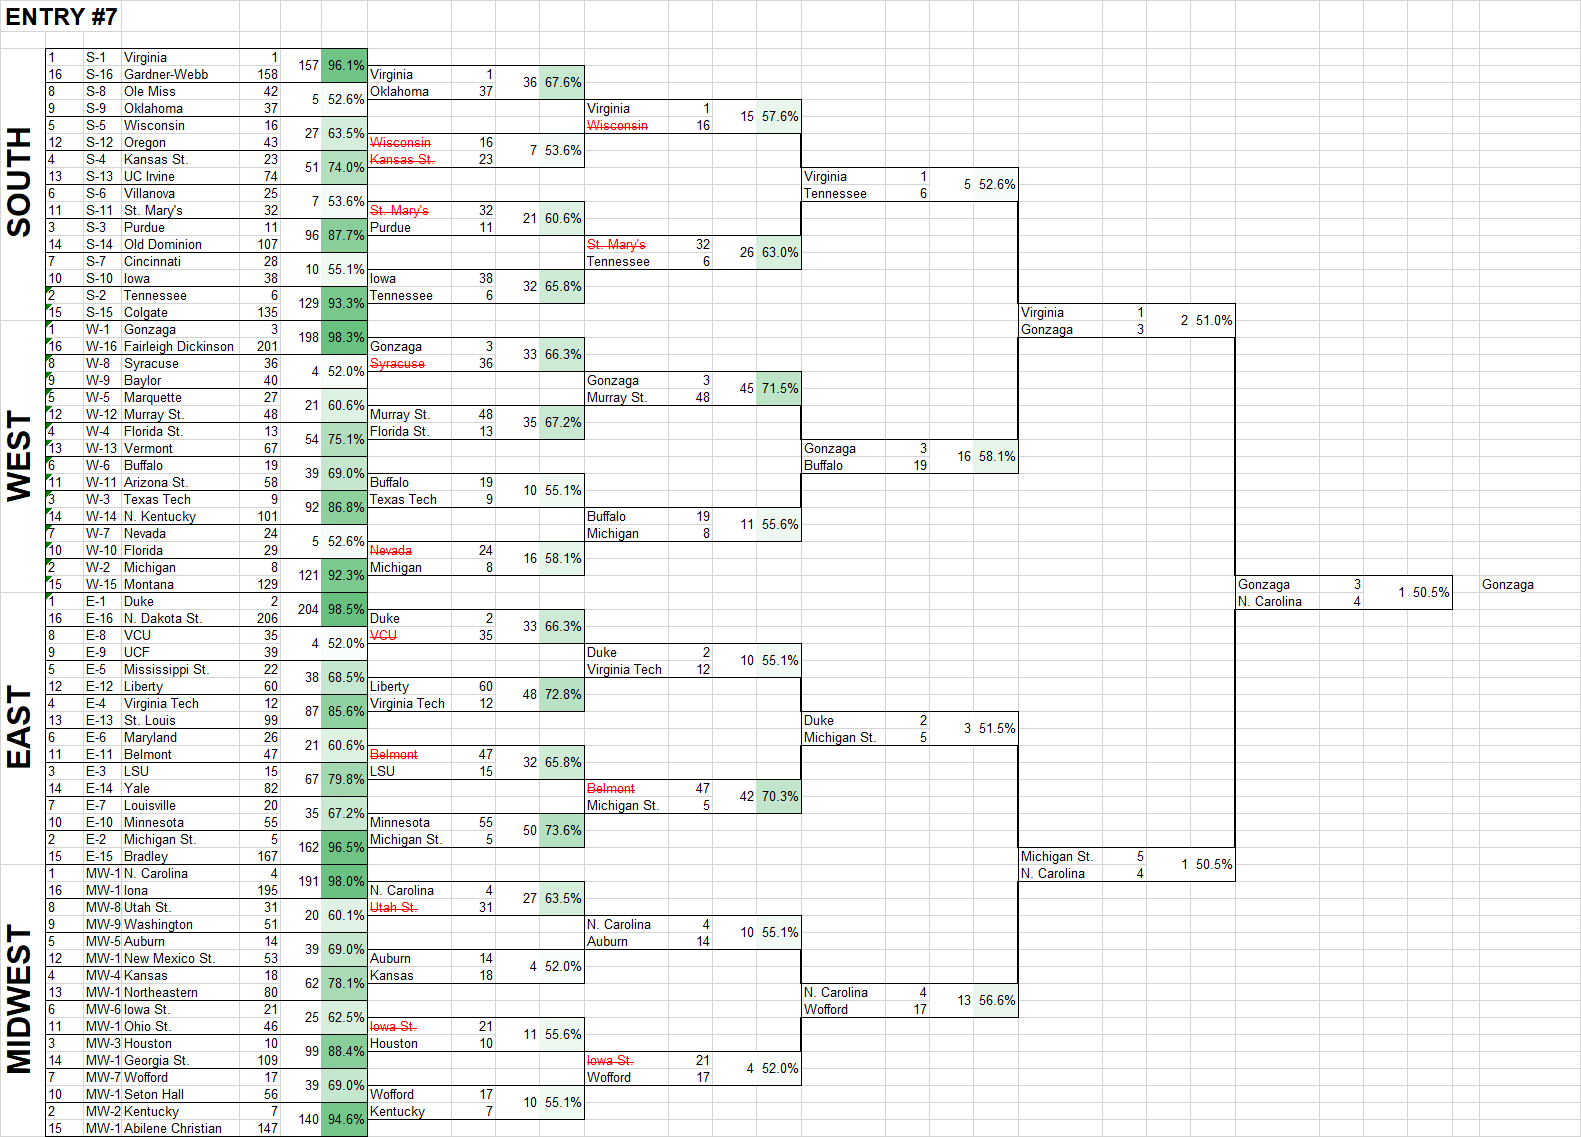 ENTRY #7
SOUTH
1 S-1 Virginia 1
157 96.1%
16 S-16 Gardner-Webb 158
8 S-8 Ole Miss 42
5 52.6%
9 S-9 Oklahoma 37
5 S-5 Wisconsin 16
27 63.5%
12 S-12 Oregon 43
4 S-4 Kansas St. 23
51 74.0%
13 S-13 UC Irvine 74
6 S-6 Villanova 25
7 53.6%
11 S-11 St. Mary's 32
3 S-3 Purdue 11
96 87.7%
14 S-14 Old Dominion 107
7 S-7 Cincinnati 28
10 55.1%
10 S-10 Iowa 38
2 S-2 Tennessee 6
129 93.3%
15 S-15 Colgate 135
WEST
1 W-1 Gonzaga 3
198 98.3%
16 W-16 Fairleigh Dickinson 201
8 W-8 Syracuse 36
4 52.0%
9 W-9 Baylor 40
5 W-5 Marquette 27
21 60.6%
12 W-12 Murray St. 48
4 W-4 Florida St. 13
54 75.1%
13 W-13 Vermont 67
6 W-6 Buffalo 19
39 69.0%
11 W-11 Arizona St. 58
3 W-3 Texas Tech 9
92 86.8%
14 W-14 N. Kentucky 101
7 W-7 Nevada 24
5 52.6%
10 W-10 Florida 29
2 W-2 Michigan 8
121 92.3%
15 W-15 Montana 129
EAST
1 E-1 Duke 2
204 98.5%
16 E-16 N. Dakota St. 206
8 E-8 VCU 35
4 52.0%
9 E-9 UCF 39
5 E-5 Mississippi St. 22
38 68.5%
12 E-12 Liberty 60
4 E-4 Virginia Tech 12
87 85.6%
13 E-13 St. Louis 99
6 E-6 Maryland 26
21 60.6%
11 E-11 Belmont 47
3 E-3 LSU 15
67 79.8%
14 E-14 Yale 82
7 E-7 Louisville 20
35 67.2%
10 E-10 Minnesota 55
2 E-2 Michigan St. 5
162 96.5%
15 E-15 Bradley 167
MIDWEST
1 MW-1 N. Carolina 4
191 98.0%
16 MW-1 Iona 195
8 MW-8 Utah St. 31
20 60.1%
9 MW-9 Washington 51
5 MW-5 Auburn 14
39 69.0%
12 MW-1 New Mexico St. 53
4 MW-4 Kansas 18
62 78.1%
13 MW-1 Northeastern 80
6 MW-6 Iowa St. 21
25 62.5%
11 MW-1 Ohio St. 46
3 MW-3 Houston 10
99 88.4%
14 MW-1 Georgia St. 109
7 MW-7 Wofford 17
39 69.0%
10 MW-1 Seton Hall 56
2 MW-2 Kentucky 7
140 94.6%
15 MW-1 Abilene Christian 147
Virginia 1
36 67.6%
Oklahoma 37
Wisconsin 16
7 53.6%
Kansas St. 23
St. Mary's 32
21 60.6%
Purdue 11
Iowa 38
32 65.8%
Tennessee 6
Gonzaga 3
33 66.3%
Syracuse 36
Murray St. 48
35 67.2%
Florida St. 13
Buffalo 19
10 55.1%
Texas Tech 9
Nevada 24
16 58.1%
Michigan 8
Duke 2
33 66.3%
VCU 35
Liberty 60
48 72.8%
Virginia Tech 12
Belmont 47
32 65.8%
LSU 15
Minnesota 55
50 73.6%
Michigan St. 5
N. Carolina 4
27 63.5%
Utah St. 31
Auburn 14
4 52.0%
Kansas 18
Iowa St. 21
11 55.6%
Houston 10
Wofford 17
10 55.1%
Kentucky 7
Virginia 1
15 57.6%
Wisconsin 16
St. Mary's 32
26 63.0%
Tennessee 6
Gonzaga 3
45 71.5%
Murray St. 48
Buffalo 19
11 55.6%
Michigan 8
Duke 2
10 55.1%
Virginia Tech 12
Belmont 47
42 70.3%
Michigan St. 5
N. Carolina 4
10 55.1%
Auburn 14
Iowa St. 21
4 52.0%
Wofford 17
Virginia 1
5 52.6%
Tennessee 6
Gonzaga 3
16 58.1%
Buffalo 19
Duke 2
3 51.5%
Michigan St. 5
N. Carolina 4
13 56.6%
Wofford 17
Virginia 1
2 51.0%
Gonzaga 3
Michigan St. 5
1 50.5%
N. Carolina 4
Gonzaga 3
1 50.5%
N. Carolina 4
Gonzaga